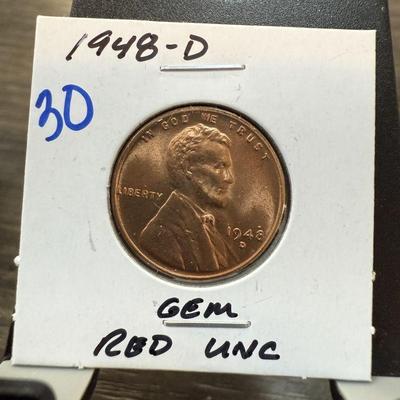 1948-D
30
IN GOD WE TRUST
LIBERTY
1948
D
GEM
RED UNC